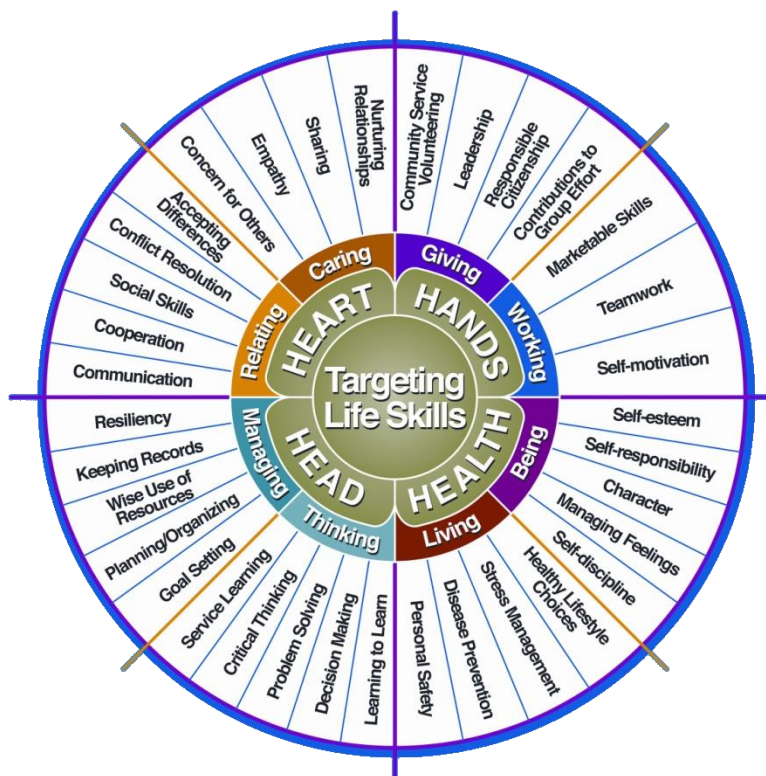 Targeting
Life Skills
HEART
HANDS
HEALTH
HEAD
Caring
Giving
Working
Being
Living
Thinking
Managing
Relating
Nurturing
Relationships
Sharing
Empathy
Concern for Others
Community Service
Volunteering
Leadership
Responsible
Citizenship
Contributions to
Group Effort
Marketable Skills
Teamwork
Self-motivation
Self-esteem
Self-responsibility
Character
Managing Feelings
Self-discipline
Healthy Lifestyle
Choices
Stress Management
Disease Prevention
Personal Safety
Learning to Learn
Decision Making
Problem Solving
Critical Thinking
Service Learning
Goal Setting
Planning/Organizing
Wise Use of
Resources
Keeping Records
Resiliency
Communication
Cooperation
Social Skills
Conflict Resolution
Accepting
Differences